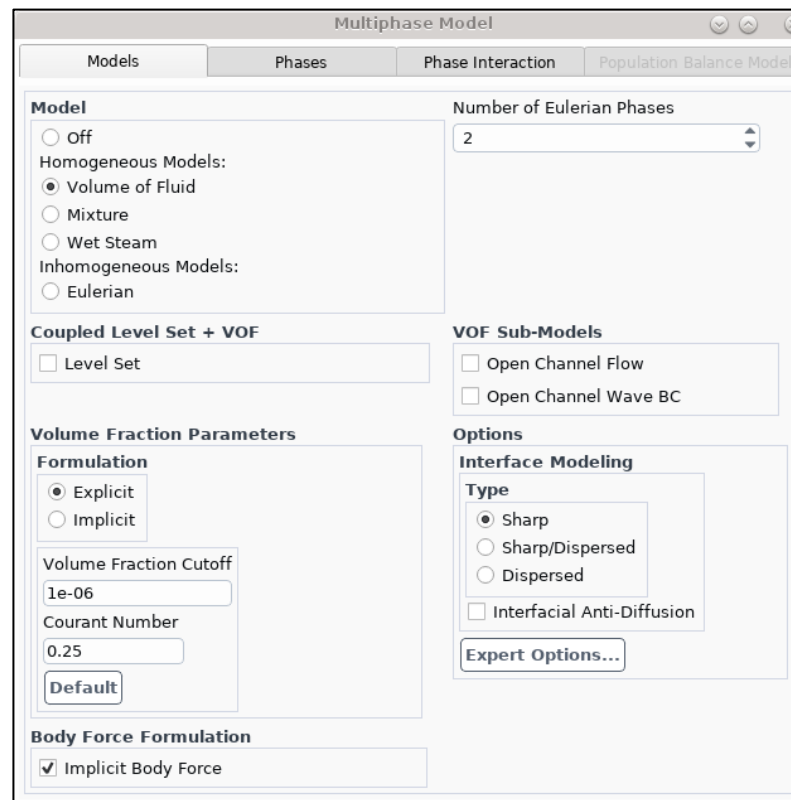 Multiphase Model
Models
Phases
Phase Interaction
Population Balance Model
Model
Off
Homogeneous Models:
Volume of Fluid
Mixture
Wet Steam
Inhomogeneous Models:
Eulerian
Number of Eulerian Phases
2
Coupled Level Set + VOF
Level Set
VOF Sub-Models
Open Channel Flow
Open Channel Wave BC
Volume Fraction Parameters
Formulation
Explicit
Implicit
Volume Fraction Cutoff
1e-06
Courant Number
0.25
Default
Options
Interface Modeling
Type
Sharp
Sharp/Dispersed
Dispersed
Interfacial Anti-Diffusion
Expert Options...
Body Force Formulation
Implicit Body Force